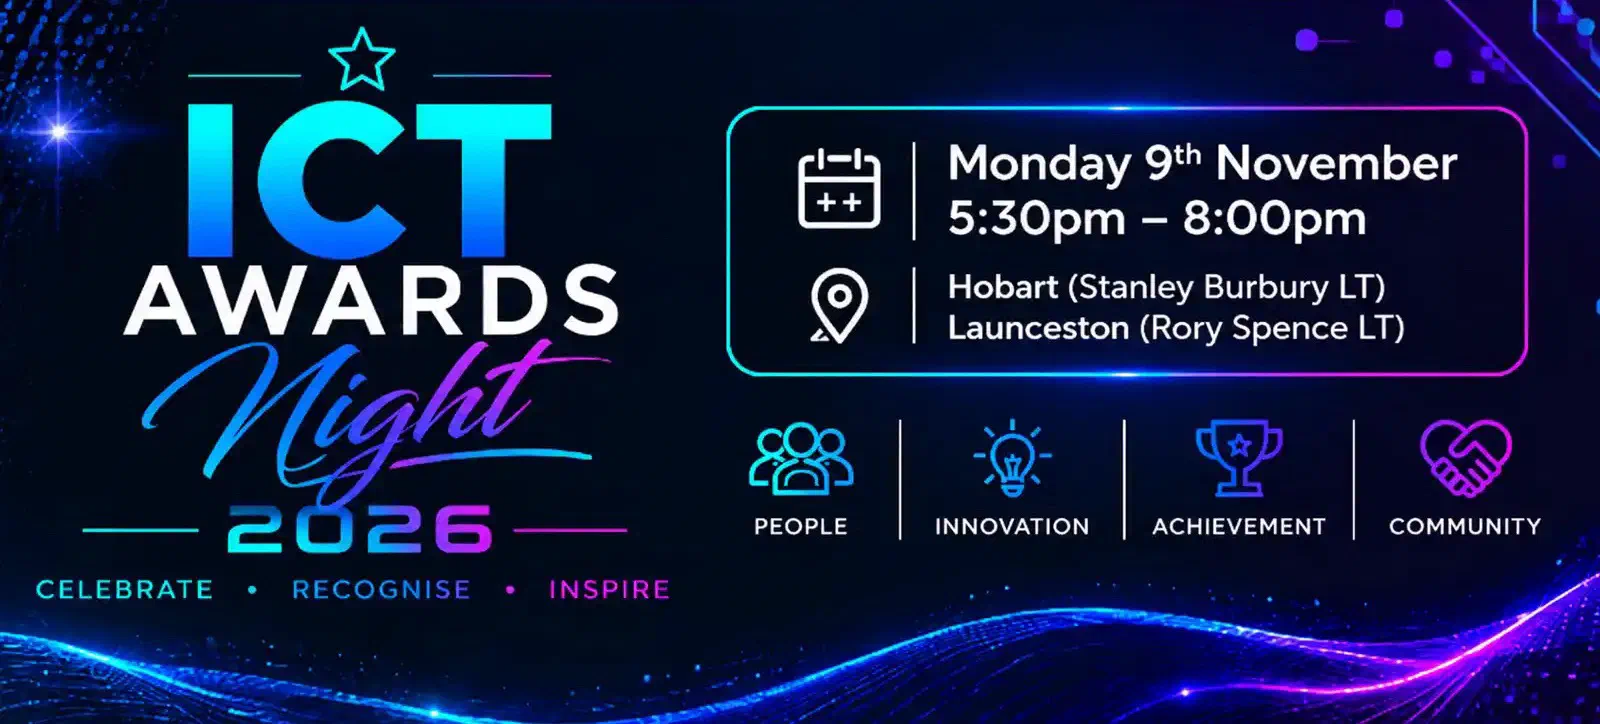 ICT
AWARDS
Night
2026
CELEBRATE • RECOGNISE • INSPIRE
Monday 9th November
5:30pm – 8:00pm
Hobart (Stanley Burbury LT)
Launceston (Rory Spence LT)
PEOPLE
INNOVATION
ACHIEVEMENT
COMMUNITY